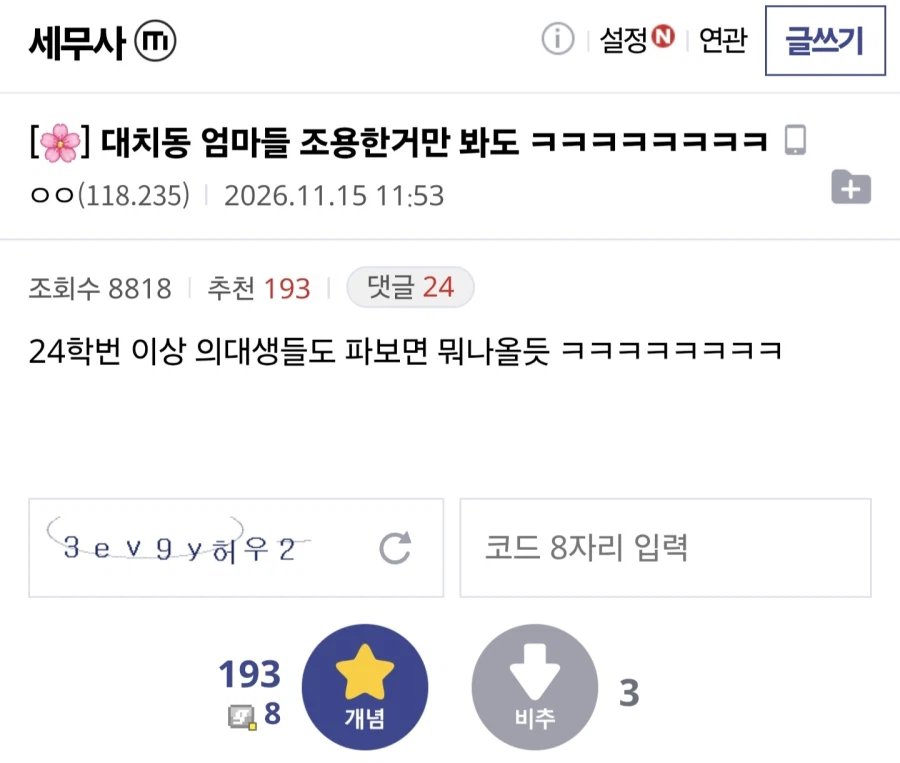 세무사 ⓜ
설정 N 연관 글쓰기
[🌸] 대치동 엄마들 조용한거만 봐도 ㅋㅋㅋㅋㅋㅋㅋㅋ
ㅇㅇ(118.235) 2026.11.15 11:53
조회수 8818 추천 193 댓글 24
24학번 이상 의대생들도 파보면 뭐나올듯 ㅋㅋㅋㅋㅋㅋㅋㅋ
3evgy허우2
코드 8자리 입력
193
8
개념
비추
3